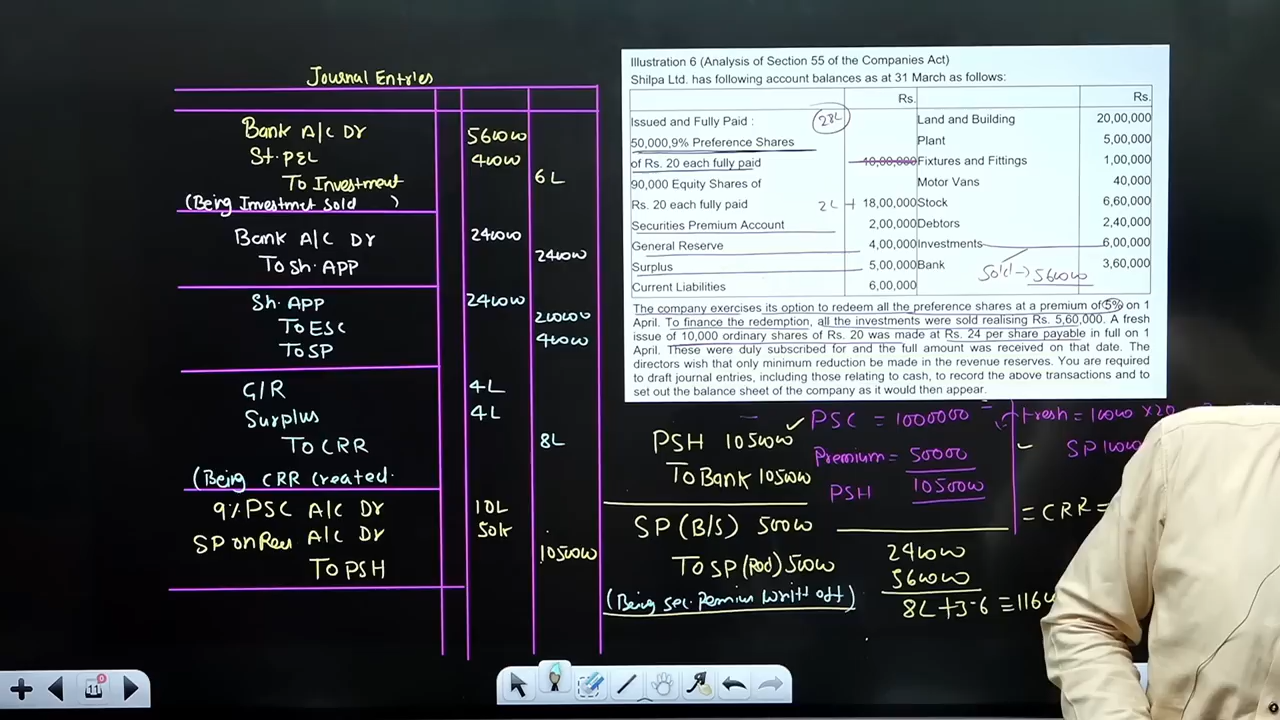 Journal Entries
Bank A/c Dr 560000
St. P&L 40000
To Investment 6L
(Being Investmnt Sold )
Bank A/c Dr 240000
To Sh. APP 240000
Sh. APP 240000
To ESC 200000
To SP 40000
G/R 4L
Surplus 4L
To CRR 8L
(Being CRR Created.
9% PSC A/c Dr 10L
SP on Red A/c Dr 50k
To PSH 1050000
Illustration 6 (Analysis of Section 55 of the Companies Act)
Shilpa Ltd. has following account balances as at 31 March as follows:
Rs. Rs.
Issued and Fully Paid : 28L Land and Building 20,00,000
50,000,9% Preference Shares Plant 5,00,000
of Rs. 20 each fully paid 10,00,000 Fixtures and Fittings 1,00,000
90,000 Equity Shares of Motor Vans 40,000
Rs. 20 each fully paid 2L + 18,00,000 Stock 6,60,000
Securities Premium Account 2,00,000 Debtors 2,40,000
General Reserve 4,00,000 Investments 6,00,000
Surplus 5,00,000 Bank 3,60,000
Sold → 560000
Current Liabilities 6,00,000
The company exercises its option to redeem all the preference shares at a premium of 5% on 1
April. To finance the redemption, all the investments were sold realising Rs. 5,60,000. A fresh
issue of 10,000 ordinary shares of Rs. 20 was made at Rs. 24 per share payable in full on 1
April. These were duly subscribed for and the full amount was received on that date. The
directors wish that only minimum reduction be made in the revenue reserves. You are required
to draft journal entries, including those relating to cash, to record the above transactions and to
set out the balance sheet of the company as it would then appear.
PSH 1050000
To Bank 1050000
SP (B/S) 50000
To SP (Red) 50000
(Being sec. Permium Writt off)
PSC = 1000000
Premium = 50000
PSH 1050000
Fresh = 10000 X 20
SP
= CRR =
240000
560000
8L + 3.6 =
11